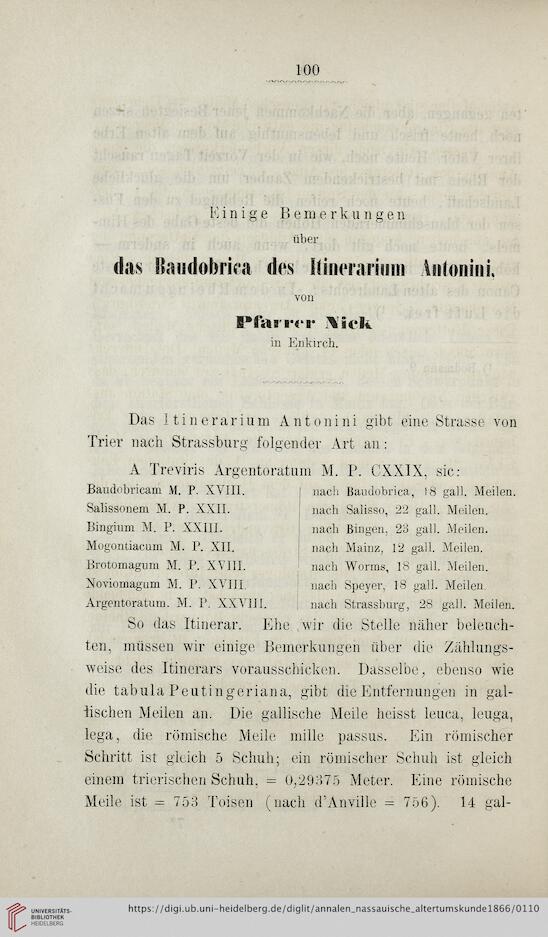 100
Einige Bemerkungen
über
das Baudobrica des Itinerarium Antonini,
von
Pfarrer Nick
in Enkirch.
Das Itinerarium Antonini gibt eine Strasse von
Trier nach Strassburg folgender Art an:
A Treviris Argentoratum M. P. CXXIX, sic:
Baudobricam M. P. XVIII. nach Baudobrica, 18 gall. Meilen.
Salissonem M. P. XXII. nach Salisso, 22 gall. Meilen.
Bingium M. P. XXIII. nach Bingen, 23 gall. Meilen.
Mogontiacum M. P. XII. nach Mainz, 12 gall. Meilen.
Brotomagum M. P. XVIII. nach Worms, 18 gall. Meilen.
Noviomagum M. P. XVIII. nach Speyer, 18 gall. Meilen.
Argentoratum. M. P. XXVIII. nach Strassburg, 28 gall. Meilen.
So das Itinerar. Ehe wir die Stelle näher beleuch-
ten, müssen wir einige Bemerkungen über die Zählungs-
weise des Itinerars vorausschicken. Dasselbe, ebenso wie
die tabula Peutingeriana, gibt die Entfernungen in gal-
lischen Meilen an. Die gallische Meile heisst leuca, leuga,
lega, die römische Meile mille passus. Ein römischer
Schritt ist gleich 5 Schuh; ein römischer Schuh ist gleich
einem trierischen Schuh, = 0,29375 Meter. Eine römische
Meile ist = 753 Toisen (nach d'Anville = 756). 14 gal-
UNIVERSITÄTS-
BIBLIOTHEK
HEIDELBERG
https://digi.ub.uni-heidelberg.de/diglit/annalen_nassauische_altertumskunde1866/0110